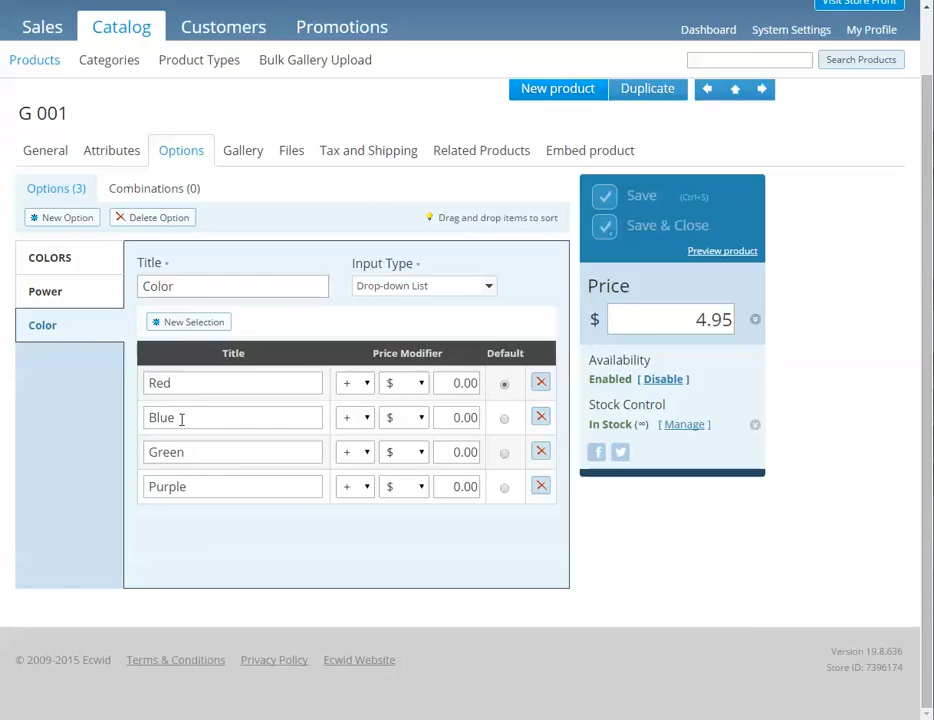 Visit Store Front
Sales Catalog Customers Promotions
Dashboard System Settings My Profile
Products Categories Product Types Bulk Gallery Upload
Search Products
New product Duplicate
G 001
General Attributes Options Gallery Files Tax and Shipping Related Products Embed product
Options (3) Combinations (0)
New Option Delete Option Drag and drop items to sort
Save (Ctrl+S)
Save & Close
Preview product
COLORS
Power
Color
Title * Input Type *
Color Drop-down List
New Selection
Title Price Modifier Default
Red + $ 0.00
Blue + $ 0.00
Green + $ 0.00
Purple + $ 0.00
Price
$ 4.95
Availability
Enabled [ Disable ]
Stock Control
In Stock (∞) [ Manage ]
© 2009-2015 Ecwid Terms & Conditions Privacy Policy Ecwid Website
Version 19.8.636
Store ID: 7396174